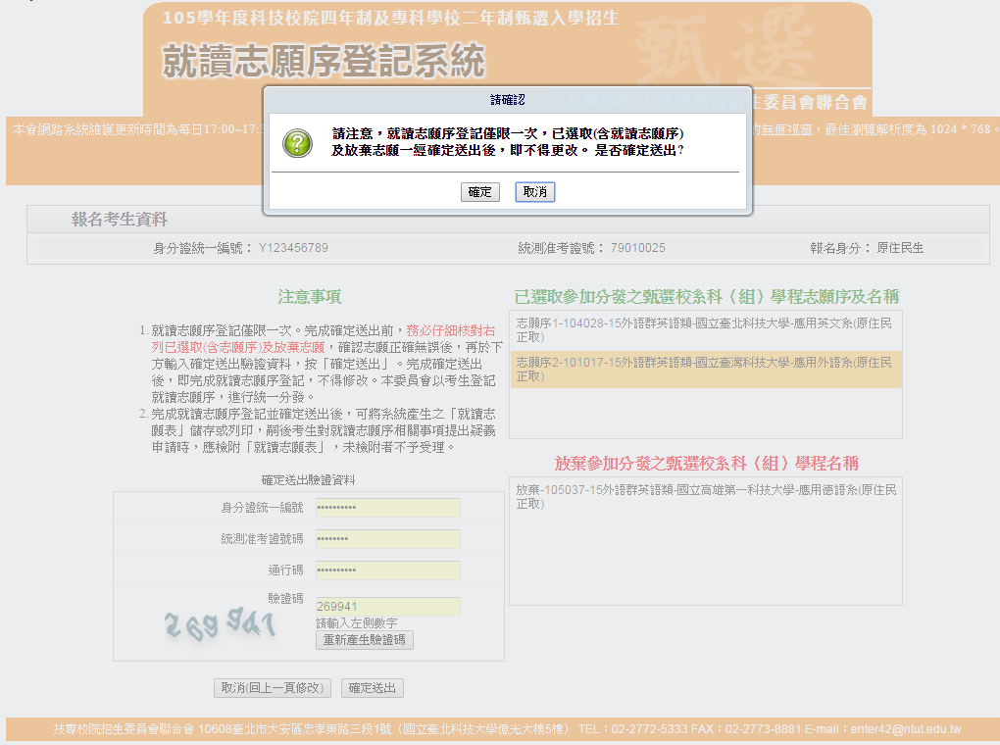 105學年度科技校院四年制及專科學校二年制甄選入學招生
就讀志願序登記系統
甄選
生委員會聯合會
本會網路系統維護更新時間為每日17:00~17:3
的無痕視窗，最佳瀏覽解析度為 1024 * 768。
請確認
請注意，就讀志願序登記僅限一次，已選取(含就讀志願序)
及放棄志願一經確定送出後，即不得更改。是否確定送出?
確定
取消
報名考生資料
身分證統一編號： Y123456789
統測准考證號： 79010025
報名身分： 原住民生
注意事項
1. 就讀志願序登記僅限一次。完成確定送出前，務必仔細核對右
列已選取(含志願序)及放棄志願，確認志願正確無誤後，再於下
方輸入確定送出驗證資料，按「確定送出」。完成確定送出
後，即完成就讀志願序登記，不得修改。本委員會以考生登記
就讀志願序，進行統一分發。
2. 完成就讀志願序登記並確定送出後，可將系統產生之「就讀志
願表」儲存或列印，嗣後考生對就讀志願序相關事項提出疑義
申請時，應檢附「就讀志願表」，未檢附者不予受理。
確定送出驗證資料
身分證統一編號 ••••••••••
統測准考證號碼 ••••••••
通行碼 ••••••••••
驗證碼
269941
269941
請輸入左側數字
重新產生驗證碼
取消(回上一頁修改)
確定送出
已選取參加分發之甄選校系科（組）學程志願序及名稱
志願序1-104028-15外語群英語類-國立臺北科技大學-應用英文系(原住民
正取)
志願序2-101017-15外語群英語類-國立臺灣科技大學-應用外語系(原住民
正取)
放棄參加分發之甄選校系科（組）學程名稱
放棄-105037-15外語群英語類-國立高雄第一科技大學-應用德語系(原住民
正取)
技專校院招生委員會聯合會 10608臺北市大安區忠孝東路三段1號（國立臺北科技大學億光大樓5樓） TEL：02-2772-5333 FAX：02-2773-8881 E-mail：enter42@ntut.edu.tw